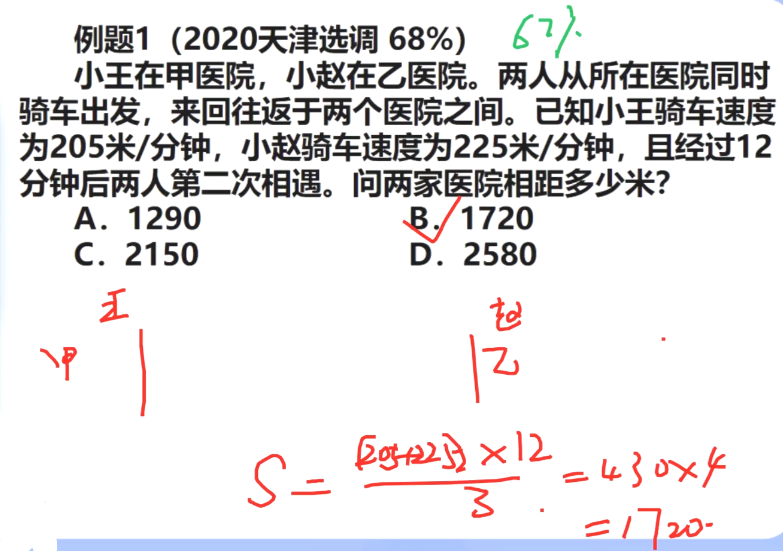 例题1（2020天津选调 68%） 67%
小王在甲医院，小赵在乙医院。两人从所在医院同时
骑车出发，来回往返于两个医院之间。已知小王骑车速度
为205米/分钟，小赵骑车速度为225米/分钟，且经过12
分钟后两人第二次相遇。问两家医院相距多少米？
A．1290 B．1720
C．2150 D．2580
王 赵
甲 乙
S = (205+225)×12 / 3 = 430×4
=1720